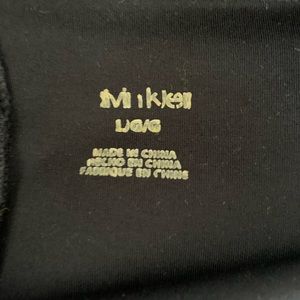 L/G/G
MADE IN CHINA
HECHO EN CHINA
FABRIQUE EN CHINE